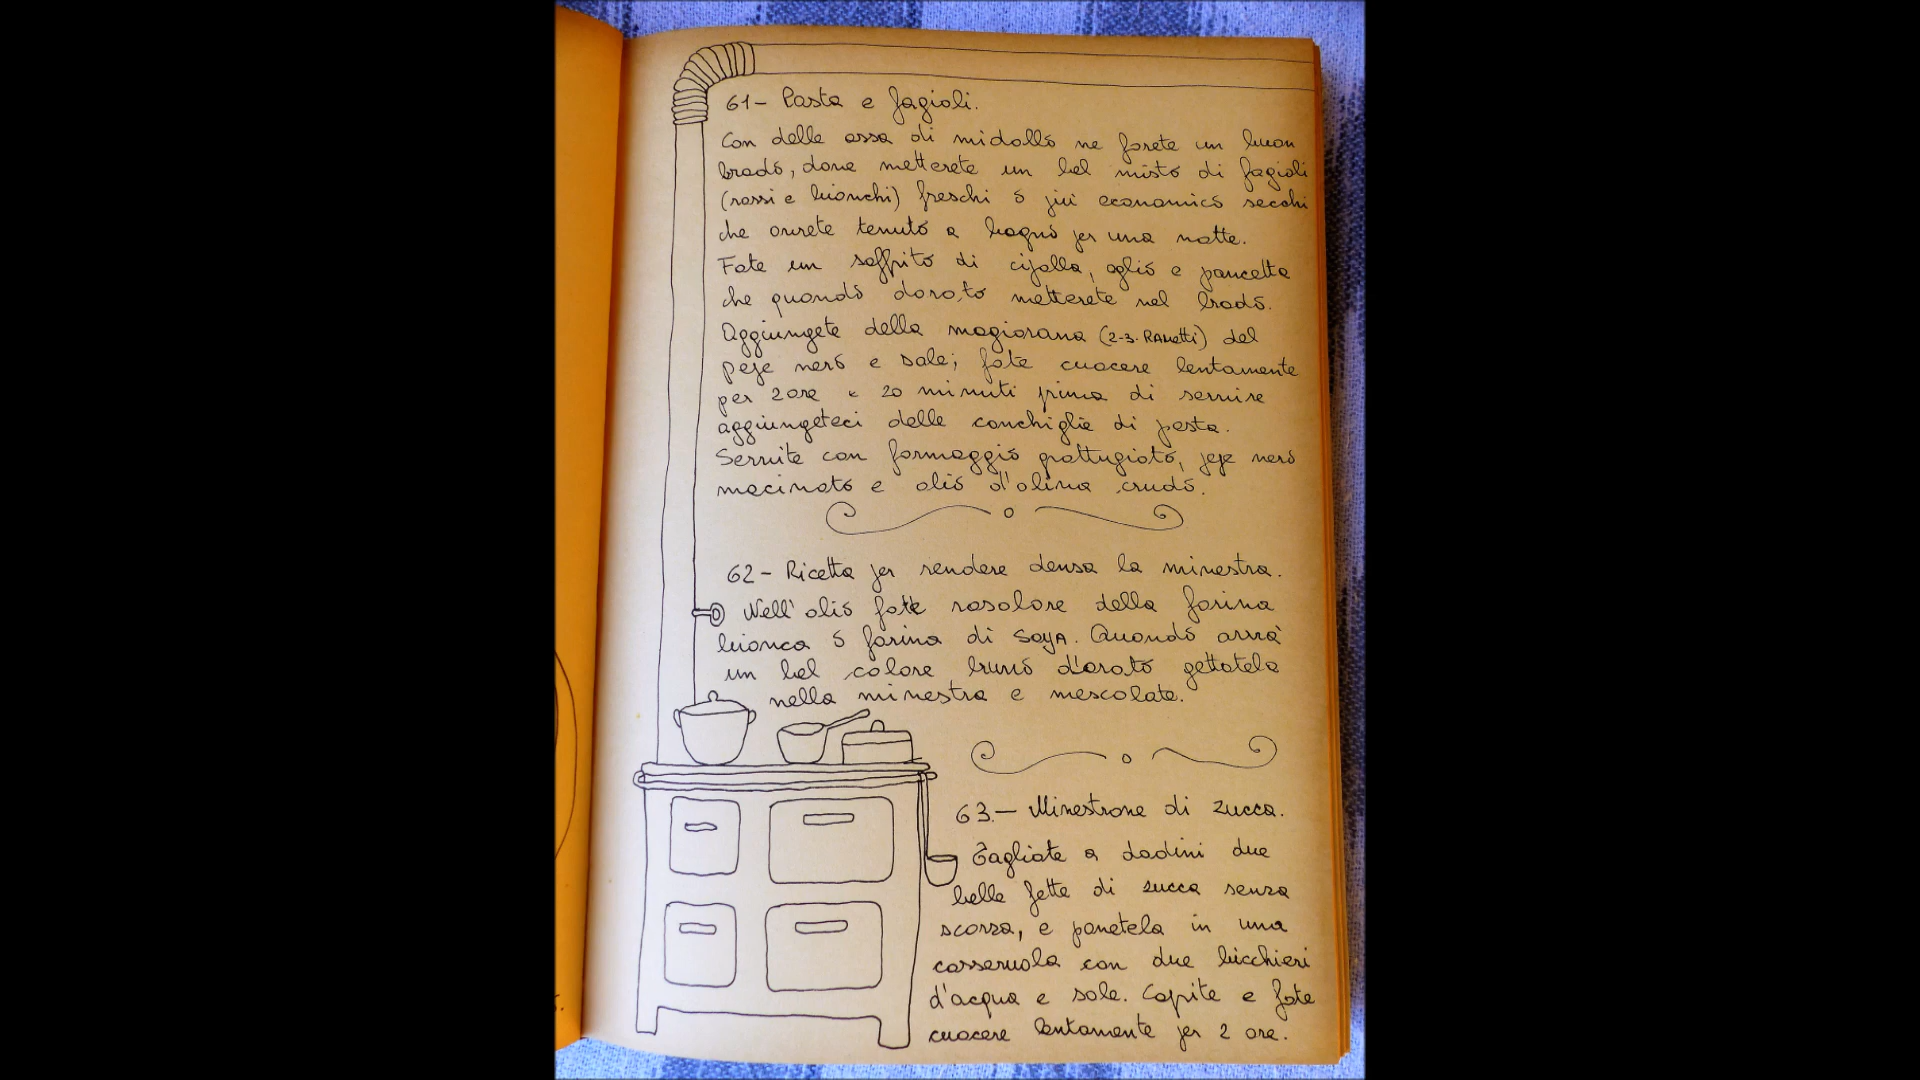 61- Pasta e fagioli.
Con delle ossa di midollo ne farete un buon
brodo, dove metterete un bel misto di fagioli
(rossi e bianchi) freschi o più economico secchi
che avrete tenuto a bagno per una notte.
Fate un soffrito di cipolla, aglio e pancetta
che quando dorato metterete nel brodo.
Aggiungete della magiorana (2-3- RAMETTI) del
pepe nero e sale; fate cuocere lentamente
per 2 ore e 20 minuti prima di servire
aggiungeteci delle conchiglie di pasta.
Servite con formaggio grattugiato, pepe nero
macinato e olio d'oliva crudo.
62- Ricetta per rendere densa la minestra.
Nell'olio fate rosolare della farina
bianca o farina di SOYA. Quando avrà
un bel colore bruno d'orato gettatela
nella minestra e mescolate.
63.- Minestrone di zucca.
Tagliate a dadini due
belle fette di zucca senza
scorza, e ponetela in una
casseruola con due bicchieri
d'acqua e sale. Coprite e fate
cuocere lentamente per 2 ore.